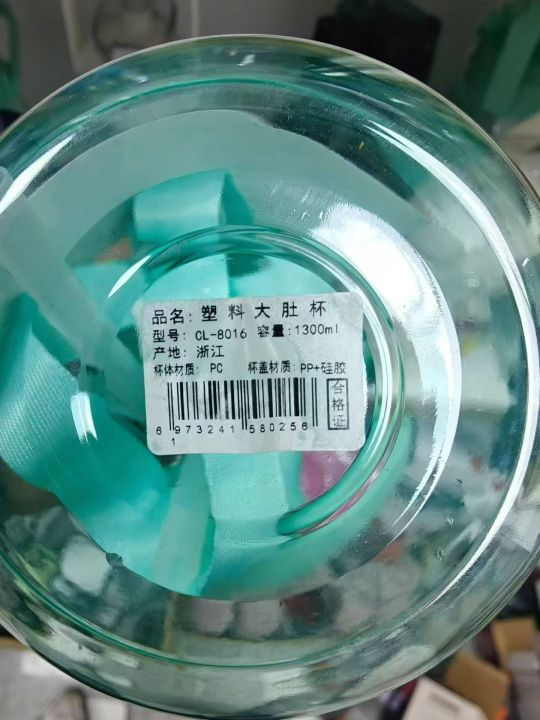 品名: 塑料大肚杯
型号: CL-8016 容量:1300ml
产地: 浙江
杯体材质: PC 杯盖材质: PP+硅胶
6 973241 580256
1
合格证